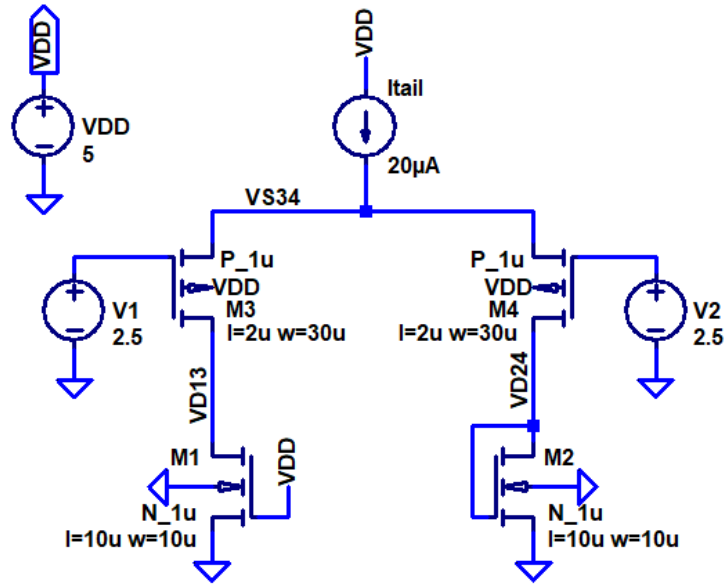 VDD
VDD
5
VDD
Itail
20µA
VS34
P_1u
VDD
M3
l=2u w=30u
P_1u
VDD
M4
l=2u w=30u
V1
2.5
V2
2.5
VD13
VD24
M1
VDD
N_1u
l=10u w=10u
M2
N_1u
l=10u w=10u